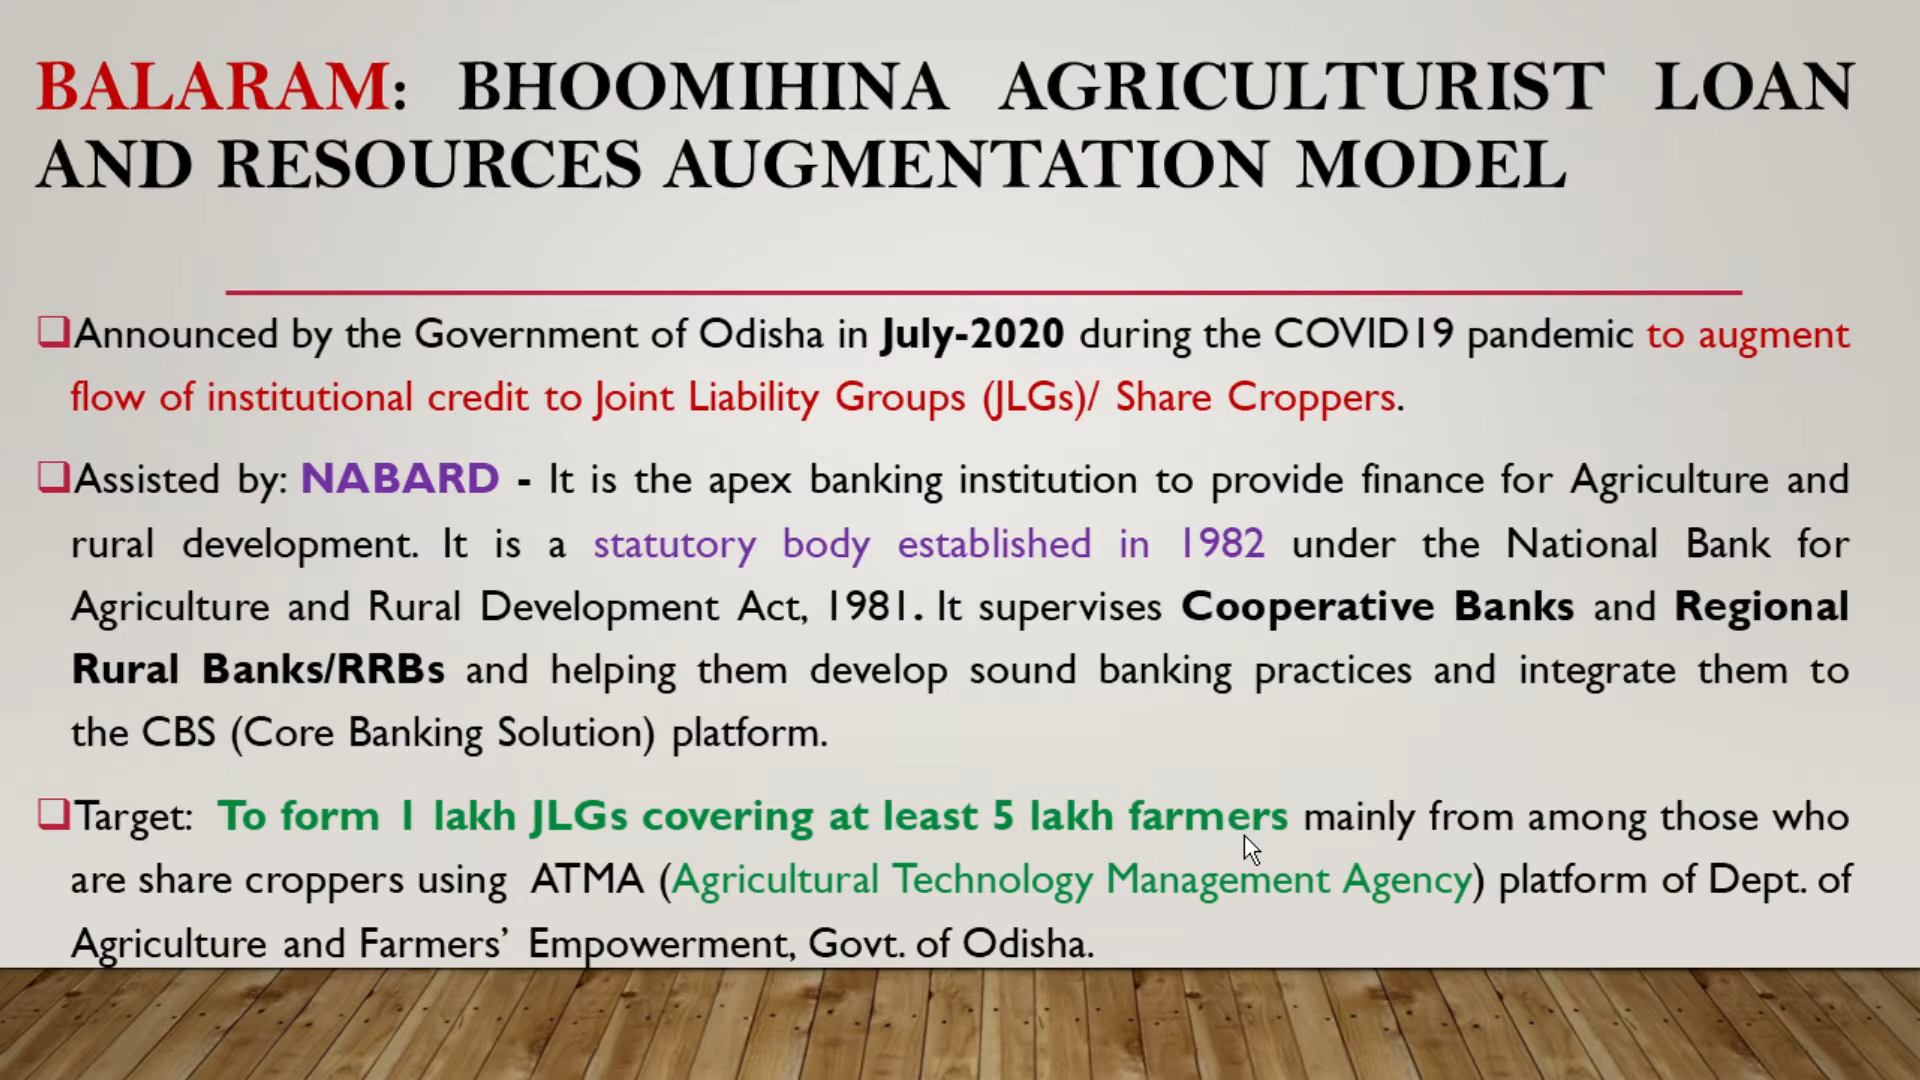 BALARAM: BHOOMIHINA AGRICULTURIST LOAN
AND RESOURCES AUGMENTATION MODEL
❑Announced by the Government of Odisha in July-2020 during the COVID19 pandemic to augment
flow of institutional credit to Joint Liability Groups (JLGs)/ Share Croppers.
❑Assisted by: NABARD - It is the apex banking institution to provide finance for Agriculture and
rural development. It is a statutory body established in 1982 under the National Bank for
Agriculture and Rural Development Act, 1981. It supervises Cooperative Banks and Regional
Rural Banks/RRBs and helping them develop sound banking practices and integrate them to
the CBS (Core Banking Solution) platform.
❑Target: To form 1 lakh JLGs covering at least 5 lakh farmers mainly from among those who
are share croppers using ATMA (Agricultural Technology Management Agency) platform of Dept. of
Agriculture and Farmers’ Empowerment, Govt. of Odisha.